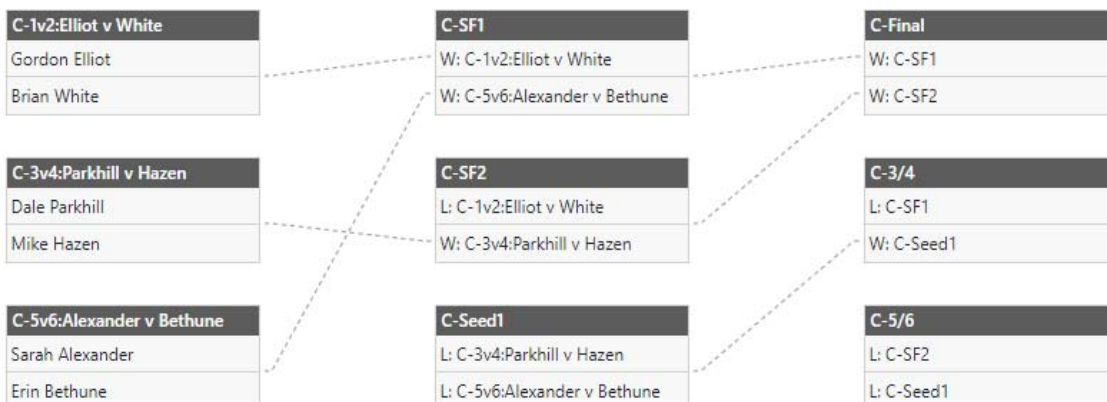 C-1v2:Elliot v White
Gordon Elliot
Brian White
C-3v4:Parkhill v Hazen
Dale Parkhill
Mike Hazen
C-5v6:Alexander v Bethune
Sarah Alexander
Erin Bethune
C-SF1
W: C-1v2:Elliot v White
W: C-5v6:Alexander v Bethune
C-SF2
L: C-1v2:Elliot v White
W: C-3v4:Parkhill v Hazen
C-Seed1
L: C-3v4:Parkhill v Hazen
L: C-5v6:Alexander v Bethune
C-Final
W: C-SF1
W: C-SF2
C-3/4
L: C-SF1
W: C-Seed1
C-5/6
L: C-SF2
L: C-Seed1